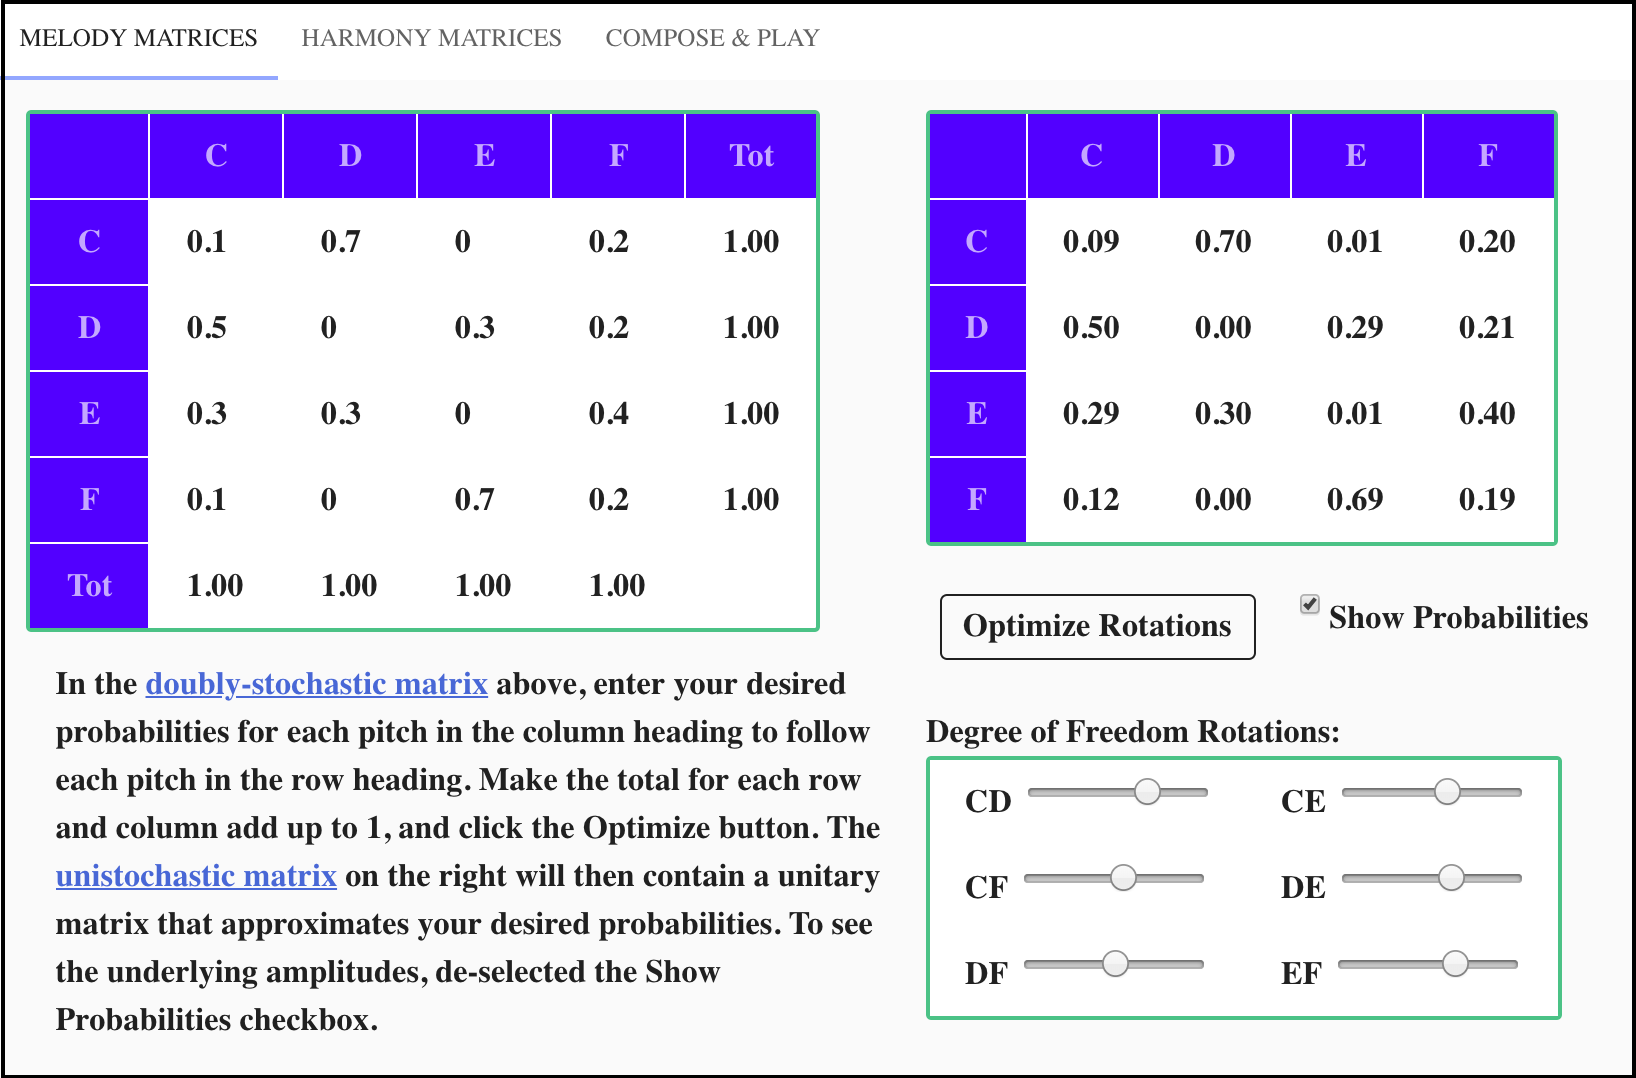 MELODY MATRICES HARMONY MATRICES COMPOSE & PLAY
C D E F Tot
C 0.1 0.7 0 0.2 1.00
D 0.5 0 0.3 0.2 1.00
E 0.3 0.3 0 0.4 1.00
F 0.1 0 0.7 0.2 1.00
Tot 1.00 1.00 1.00 1.00
In the doubly-stochastic matrix above, enter your desired
probabilities for each pitch in the column heading to follow
each pitch in the row heading. Make the total for each row
and column add up to 1, and click the Optimize button. The
unistochastic matrix on the right will then contain a unitary
matrix that approximates your desired probabilities. To see
the underlying amplitudes, de-selected the Show
Probabilities checkbox.
C D E F
C 0.09 0.70 0.01 0.20
D 0.50 0.00 0.29 0.21
E 0.29 0.30 0.01 0.40
F 0.12 0.00 0.69 0.19
Optimize Rotations Show Probabilities
Degree of Freedom Rotations:
CD CE
CF DE
DF EF